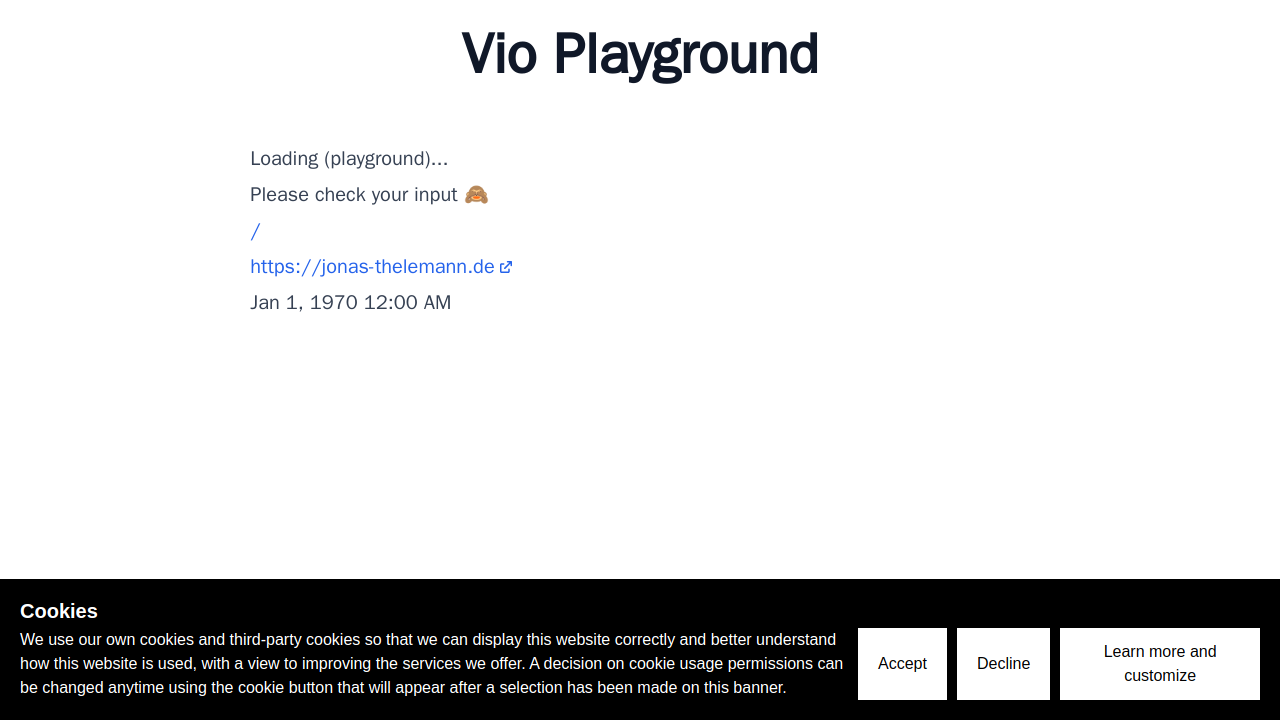 Vio Playground
Loading (playground)...
Please check your input 🙈
/
https://jonas-thelemann.de
Jan 1, 1970 12:00 AM
Cookies
We use our own cookies and third-party cookies so that we can display this website correctly and better understand
how this website is used, with a view to improving the services we offer. A decision on cookie usage permissions can
be changed anytime using the cookie button that will appear after a selection has been made on this banner.
Accept
Decline
Learn more and
customize